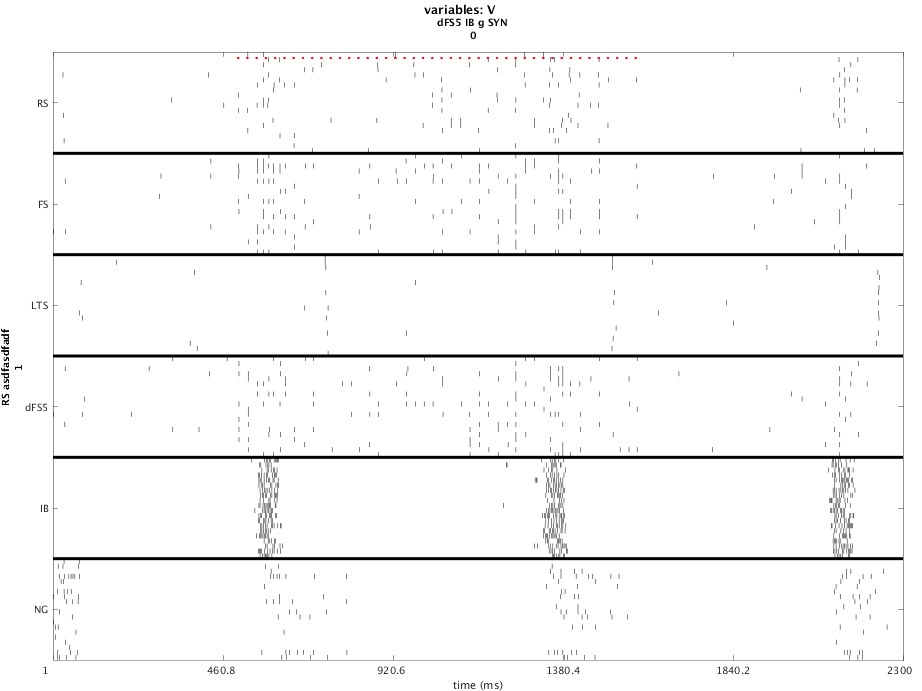 variables: V
dFS5 IB g SYN
0
RS
FS
LTS
dFS5
IB
NG
RS asdfasdfadf
1
1
460.8
920.6
1380.4
1840.2
2300
time (ms)